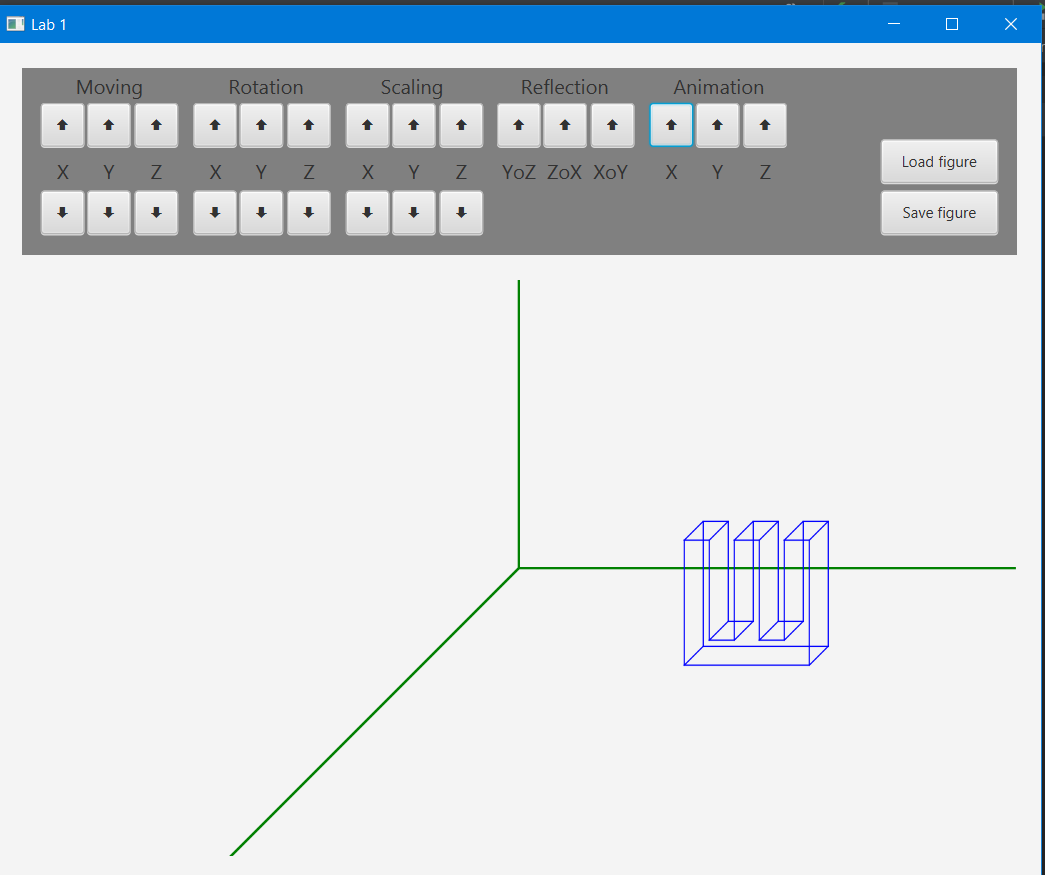 Lab 1
Moving Rotation Scaling Reflection Animation
X Y Z X Y Z X Y Z YoZ ZoX XoY X Y Z
Load figure
Save figure